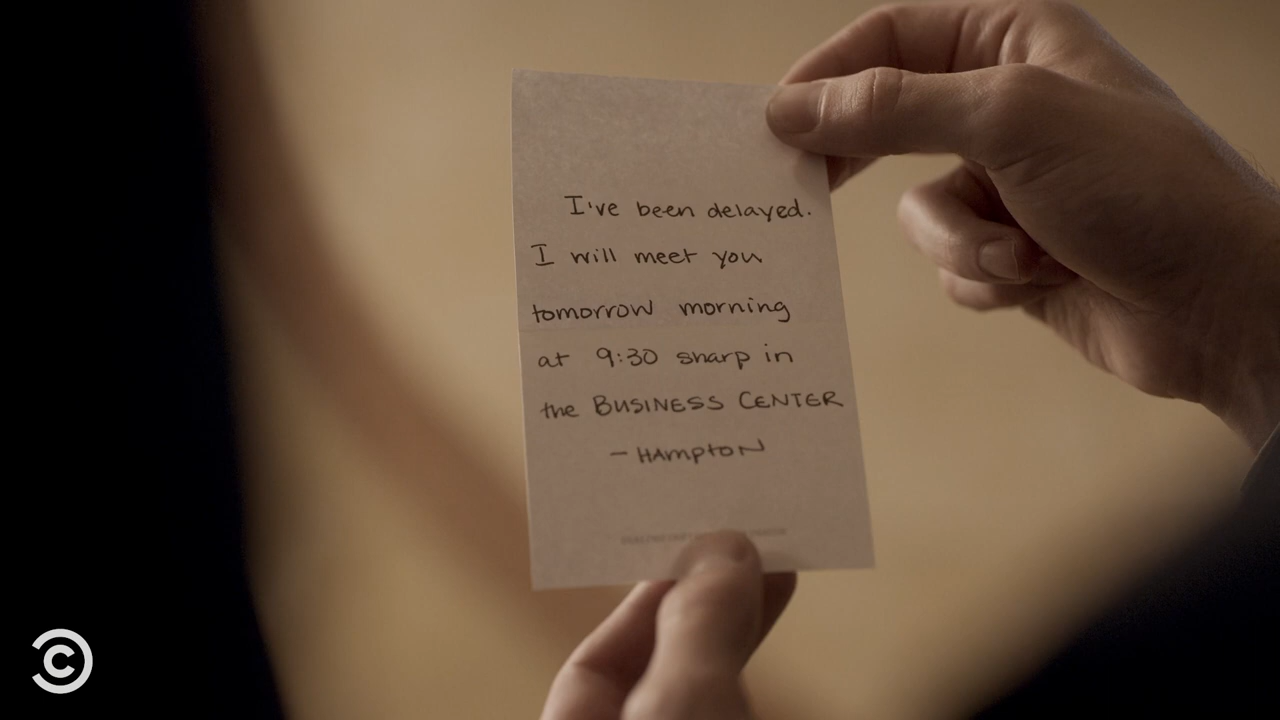 I've been delayed.
I will meet you
tomorrow morning
at 9:30 sharp in
the BUSINESS CENTER
- HAMPTON